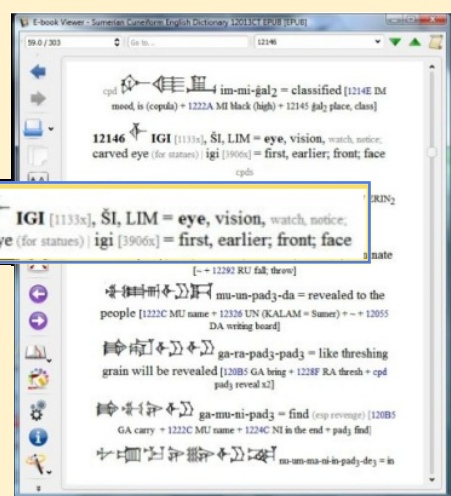 E-book Viewer - Sumerian Cuneiform English Dictionary 12013CT EPUB [EPUB]
59.0 / 303 Go to... 12146
cpd 𒅎𒈪𒅅 im-mi-ĝal₂ = classified [1214E IM
mood, is (copula) + 1222A MI black (high) + 12145 ĝal₂ place, class]
12146 𒅆 IGI [1133x], ŠI, LIM = eye, vision, watch, notice;
carved eye (for statues) | igi [3906x] = first, earlier; front; face
cpds
ERIN₂
IGI [1133x], ŠI, LIM = eye, vision, watch, notice;
ye (for statues) | igi [3906x] = first, earlier; front; face
nate
[~ + 12292 RU fall; throw]
mu-un-pad₃-da = revealed to the
people [1222C MU name + 12326 UN (KALAM = Sumer) + ~ + 12055
DA writing board]
ga-ra-pad₃-pad₃ = like threshing
grain will be revealed [120B5 GA bring + 1228F RA thresh + cpd
pad₃ reveal x2]
ga-mu-ni-pad₃ = find (esp revenge) [120B5
GA carry + 1222C MU name + 1224C NI in the end + pad₃ find]
nu-um-ma-ni-in-pad₃-de₃ = in